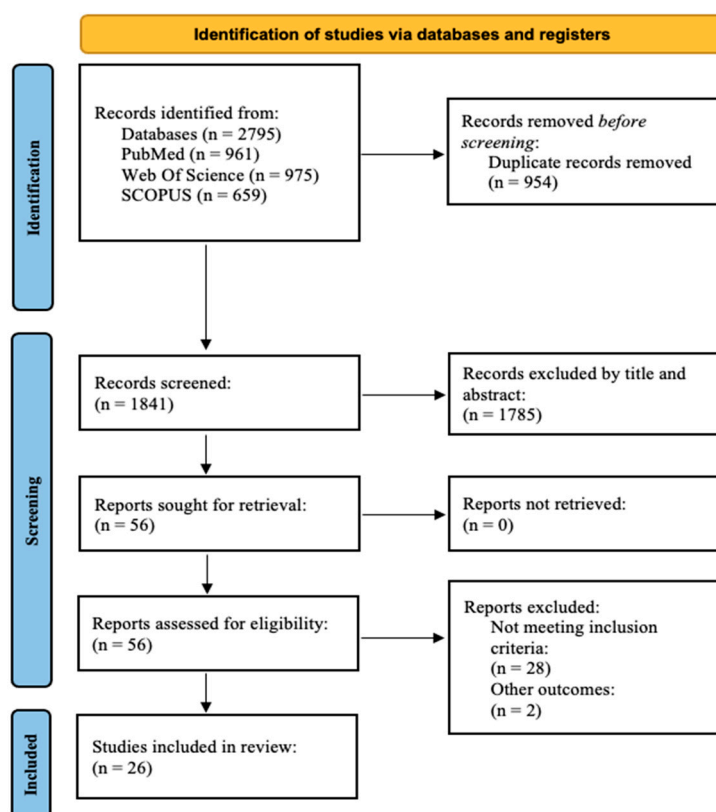 Identification of studies via databases and registers
Identification
Records identified from:
Databases (n = 2795)
PubMed (n = 961)
Web Of Science (n = 975)
SCOPUS (n = 659)
Records removed before
screening:
Duplicate records removed
(n = 954)
Screening
Records screened:
(n = 1841)
Records excluded by title and
abstract:
(n = 1785)
Reports sought for retrieval:
(n = 56)
Reports not retrieved:
(n = 0)
Reports assessed for eligibility:
(n = 56)
Reports excluded:
Not meeting inclusion
criteria:
(n = 28)
Other outcomes:
(n = 2)
Included
Studies included in review:
(n = 26)